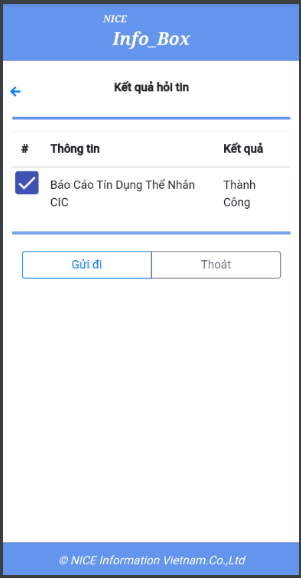 NICE
Info_Box
Kết quả hỏi tin
# Thông tin Kết quả
Báo Cáo Tín Dụng Thể Nhân Thành
CIC Công
Gửi đi Thoát
© NICE Information Vietnam.Co.,Ltd